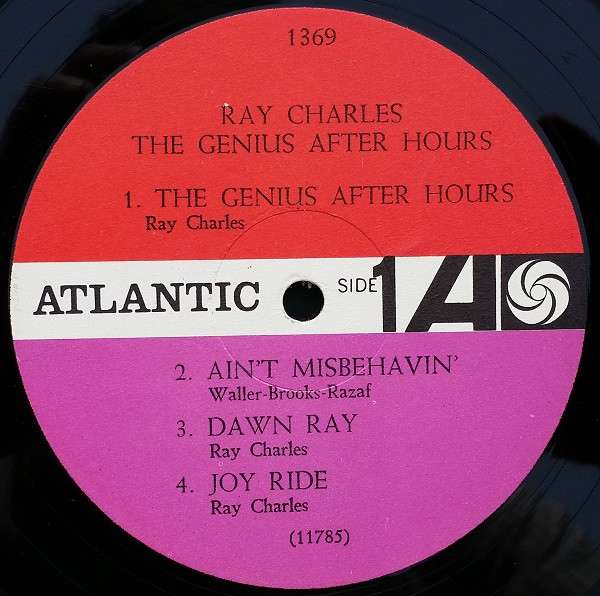 1369
RAY CHARLES
THE GENIUS AFTER HOURS
1. THE GENIUS AFTER HOURS
Ray Charles
ATLANTIC SIDE 1 A
2. AIN'T MISBEHAVIN'
Waller-Brooks-Razaf
3. DAWN RAY
Ray Charles
4. JOY RIDE
Ray Charles
(11785)